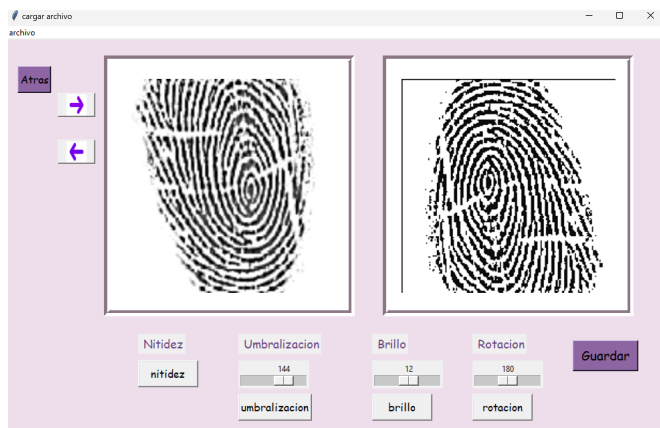 cargar archivo
archivo
Atras
Nitidez
Umbralizacion
Brillo
Rotacion
144
12
180
Guardar
nitidez
umbralizacion
brillo
rotacion